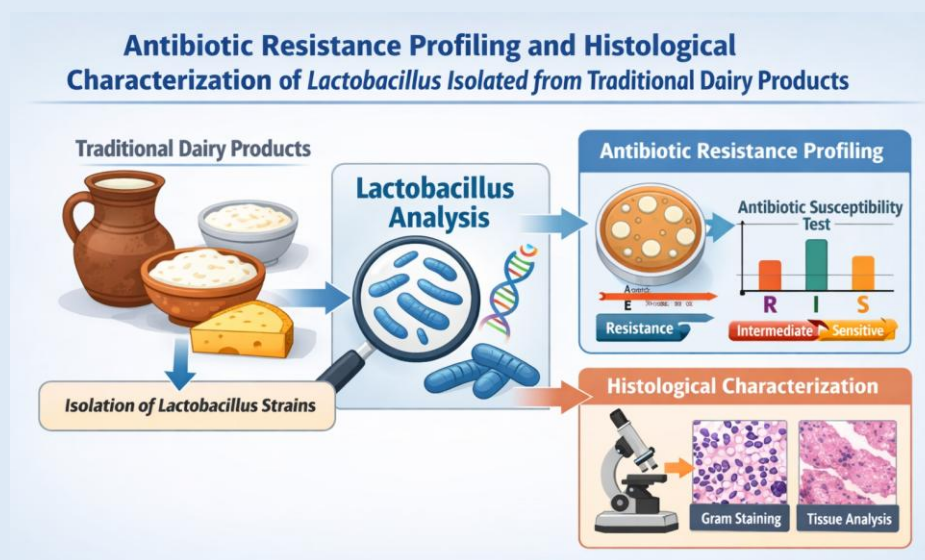 Antibiotic Resistance Profiling and Histological
Characterization of Lactobacillus Isolated from Traditional Dairy Products
Traditional Dairy Products
Isolation of Lactobacillus Strains
Lactobacillus
Analysis
Antibiotic Resistance Profiling
Antibiotic Susceptibility
Test
E
R I S
Resistance
Intermediate
Sensitive
Histological Characterization
Gram Staining
Tissue Analysis